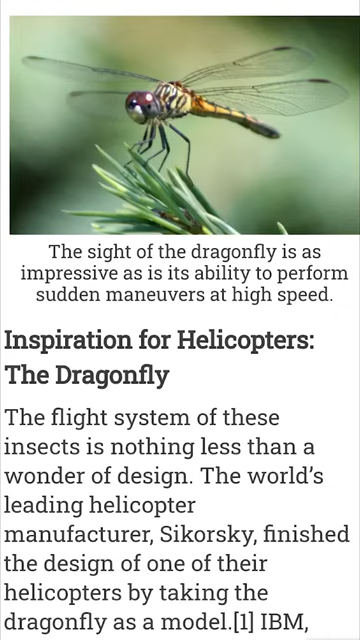 The sight of the dragonfly is as
impressive as is its ability to perform
sudden maneuvers at high speed.
Inspiration for Helicopters:
The Dragonfly
The flight system of these
insects is nothing less than a
wonder of design. The world’s
leading helicopter
manufacturer, Sikorsky, finished
the design of one of their
helicopters by taking the
dragonfly as a model.[1] IBM,